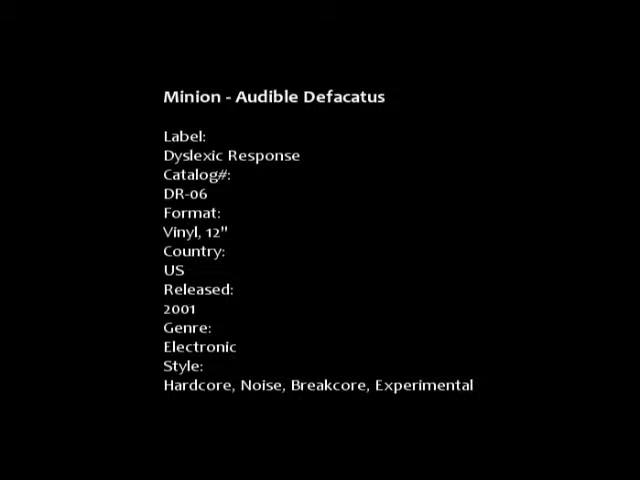 Minion - Audible Defacatus
Label:
Dyslexic Response
Catalog#:
DR-06
Format:
Vinyl, 12"
Country:
US
Released:
2001
Genre:
Electronic
Style:
Hardcore, Noise, Breakcore, Experimental